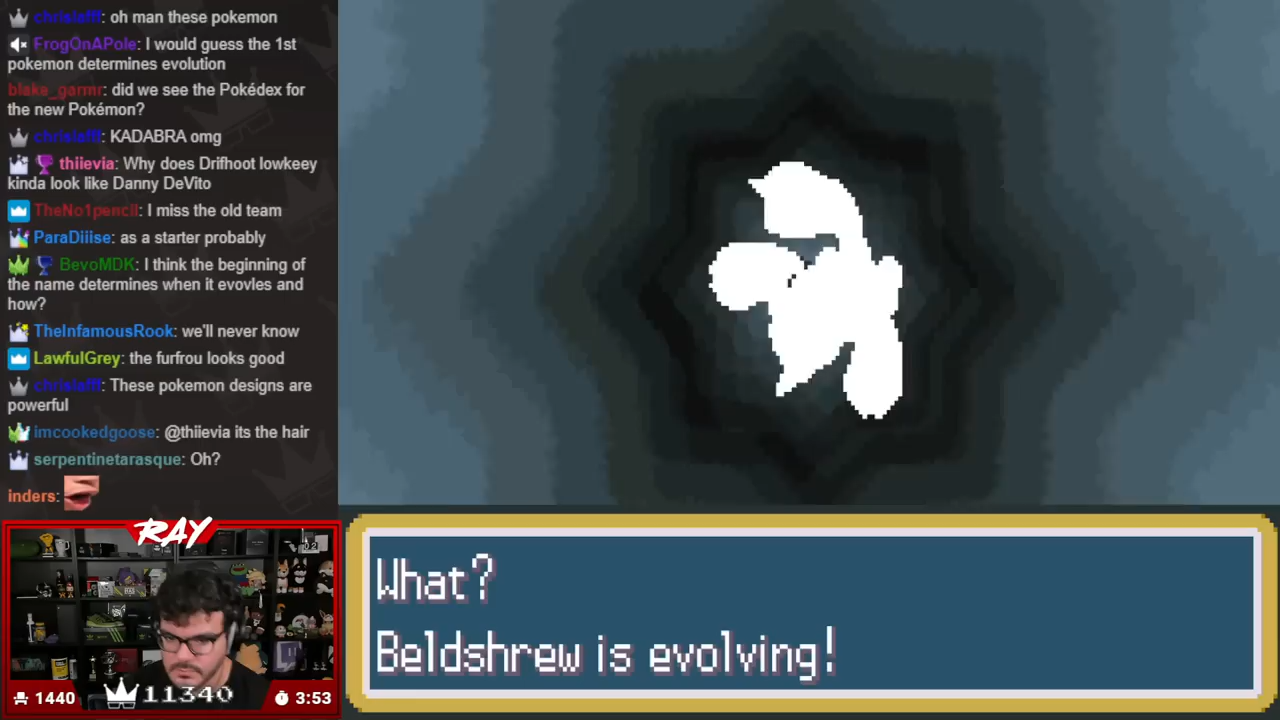 chrislafff: oh man these pokemon
FrogOnAPole: I would guess the 1st
pokemon determines evolution
blake_garmr: did we see the Pokédex for
the new Pokémon?
chrislafff: KADABRA omg
thiievia: Why does Drifhoot lowkeey
kinda look like Danny DeVito
TheNo1pencil: I miss the old team
ParaDiiise: as a starter probably
BevoMDK: I think the beginning of
the name determines when it evovles and
how?
TheInfamousRook: we'll never know
LawfulGrey: the furfrou looks good
chrislafff: These pokemon designs are
powerful
imcookedgoose: @thiievia its the hair
serpentinetarasque: Oh?
inders:
RAY
1440
11340
3:53
What?
Beldshrew is evolving!